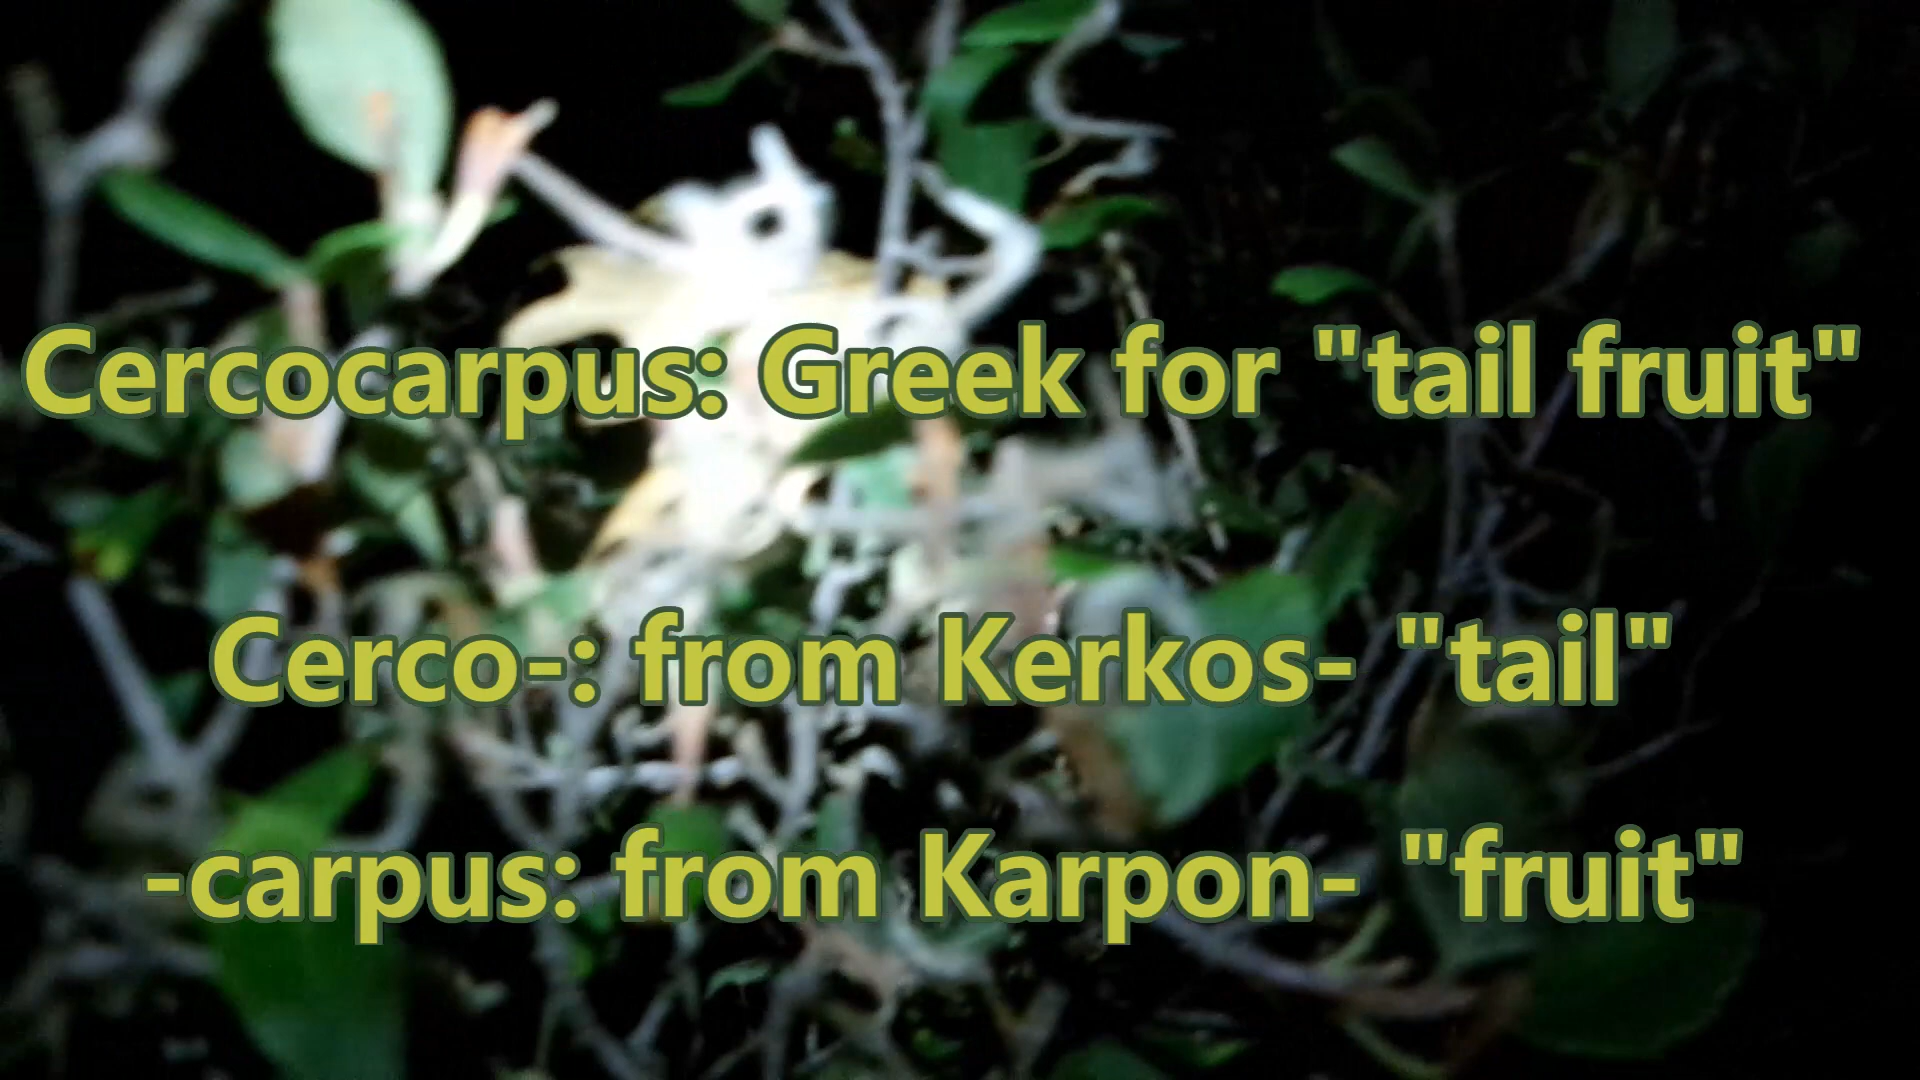 Cercocarpus: Greek for "tail fruit"
Cerco-: from Kerkos- "tail"
-carpus: from Karpon- "fruit"